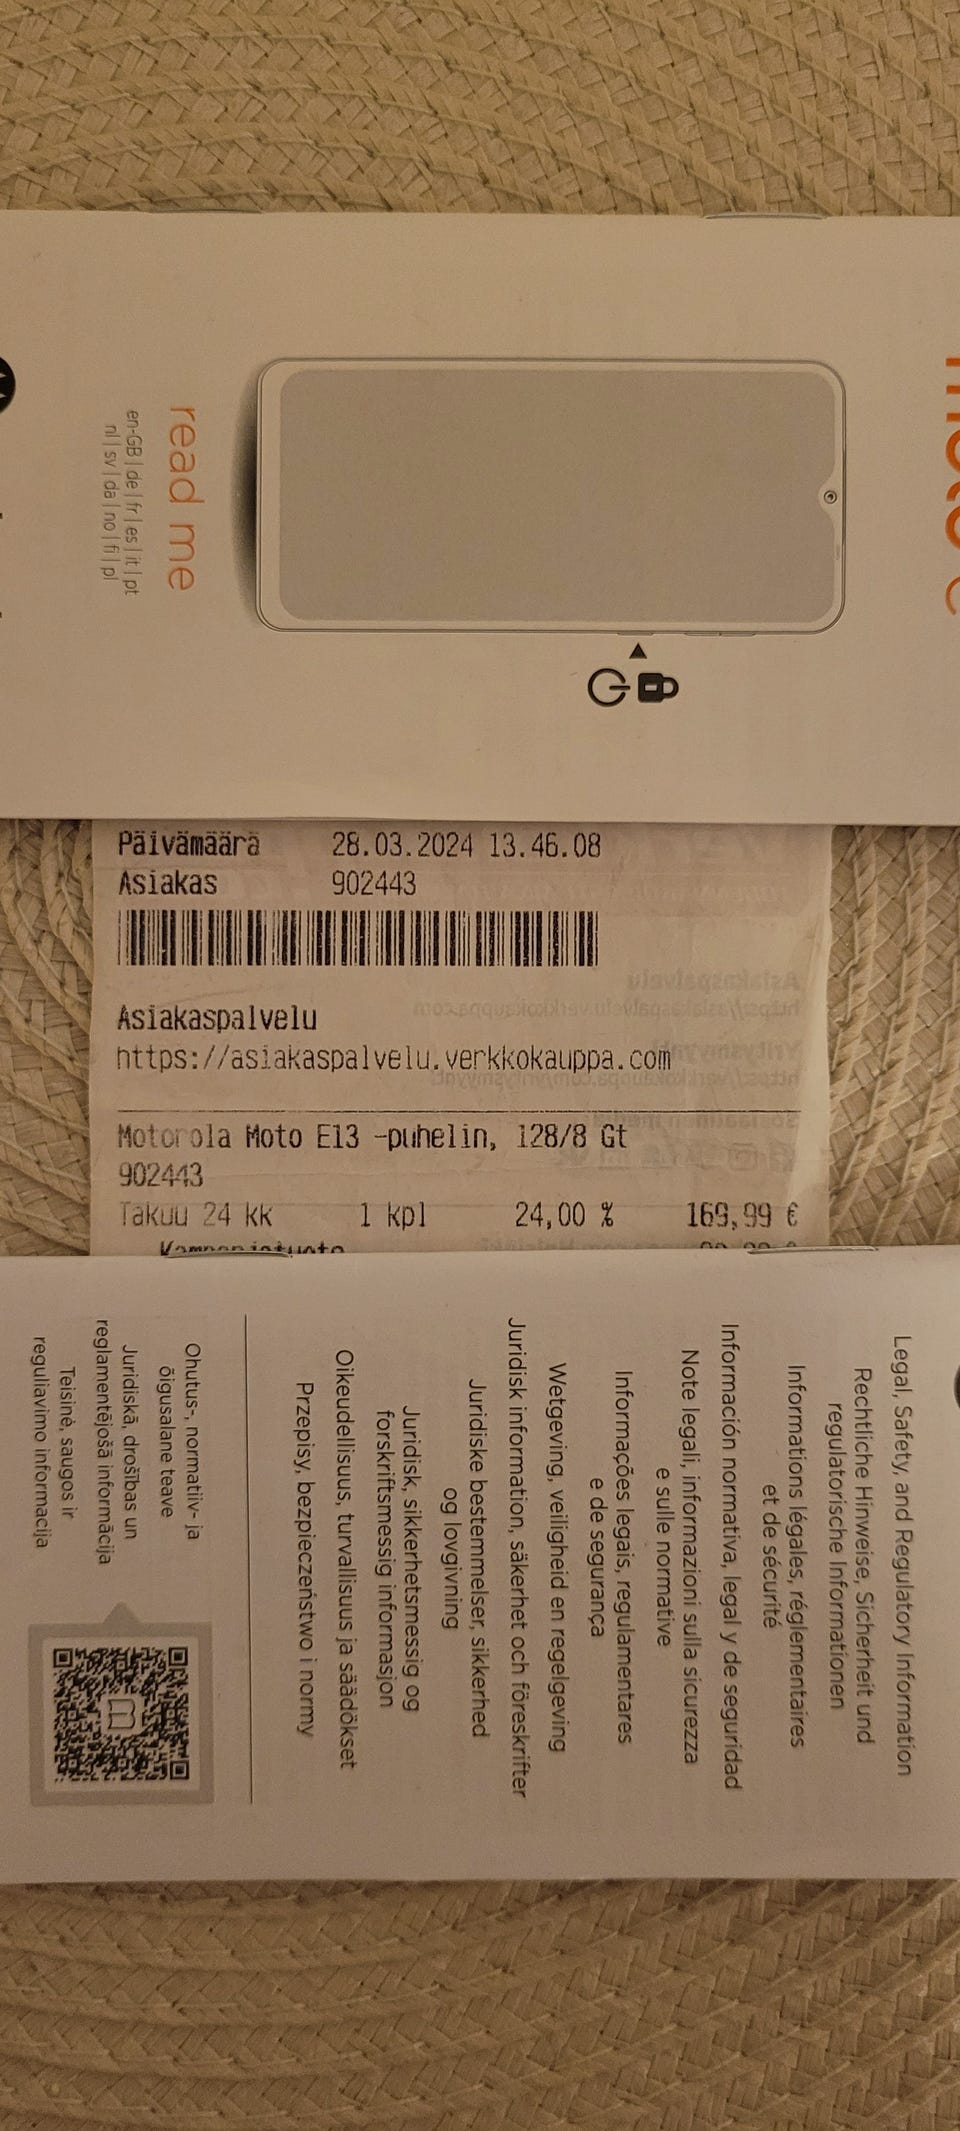 read me
en-GB | de | fr | es | it | pt
nl | sv | da | no | fi | pl
Päivämäärä 28.03.2024 13.46.08
Asiakas 902443
Asiakaspalvelu
https://asiakaspalvelu.verkkokauppa.com
Motorola Moto E13 -puhelin, 128/8 Gt
902443
Takuu 24 kk 1 kpl 24,00 % 169,99 €
Legal, Safety, and Regulatory Information
Rechtliche Hinweise, Sicherheit und
regulatorische Informationen
Informations légales, réglementaires
et de sécurité
Información normativa, legal y de seguridad
Note legali, informazioni sulla sicurezza
e sulle normative
Informações legais, regulamentares
e de segurança
Wetgeving, veiligheid en regelgeving
Juridisk information, säkerhet och föreskrifter
Juridiske bestemmelser, sikkerhed
og lovgivning
Juridisk, sikkerhetsmessig og
forskriftsmessig informasjon
Oikeudellisuus, turvallisuus ja säädökset
Przepisy, bezpieczeństwo i normy
Ohutus-, normatiiv- ja
õigusalane teave
Juridiskā, drošības un
reglamentējošā informācija
Teisinė, saugos ir
reguliavimo informacija